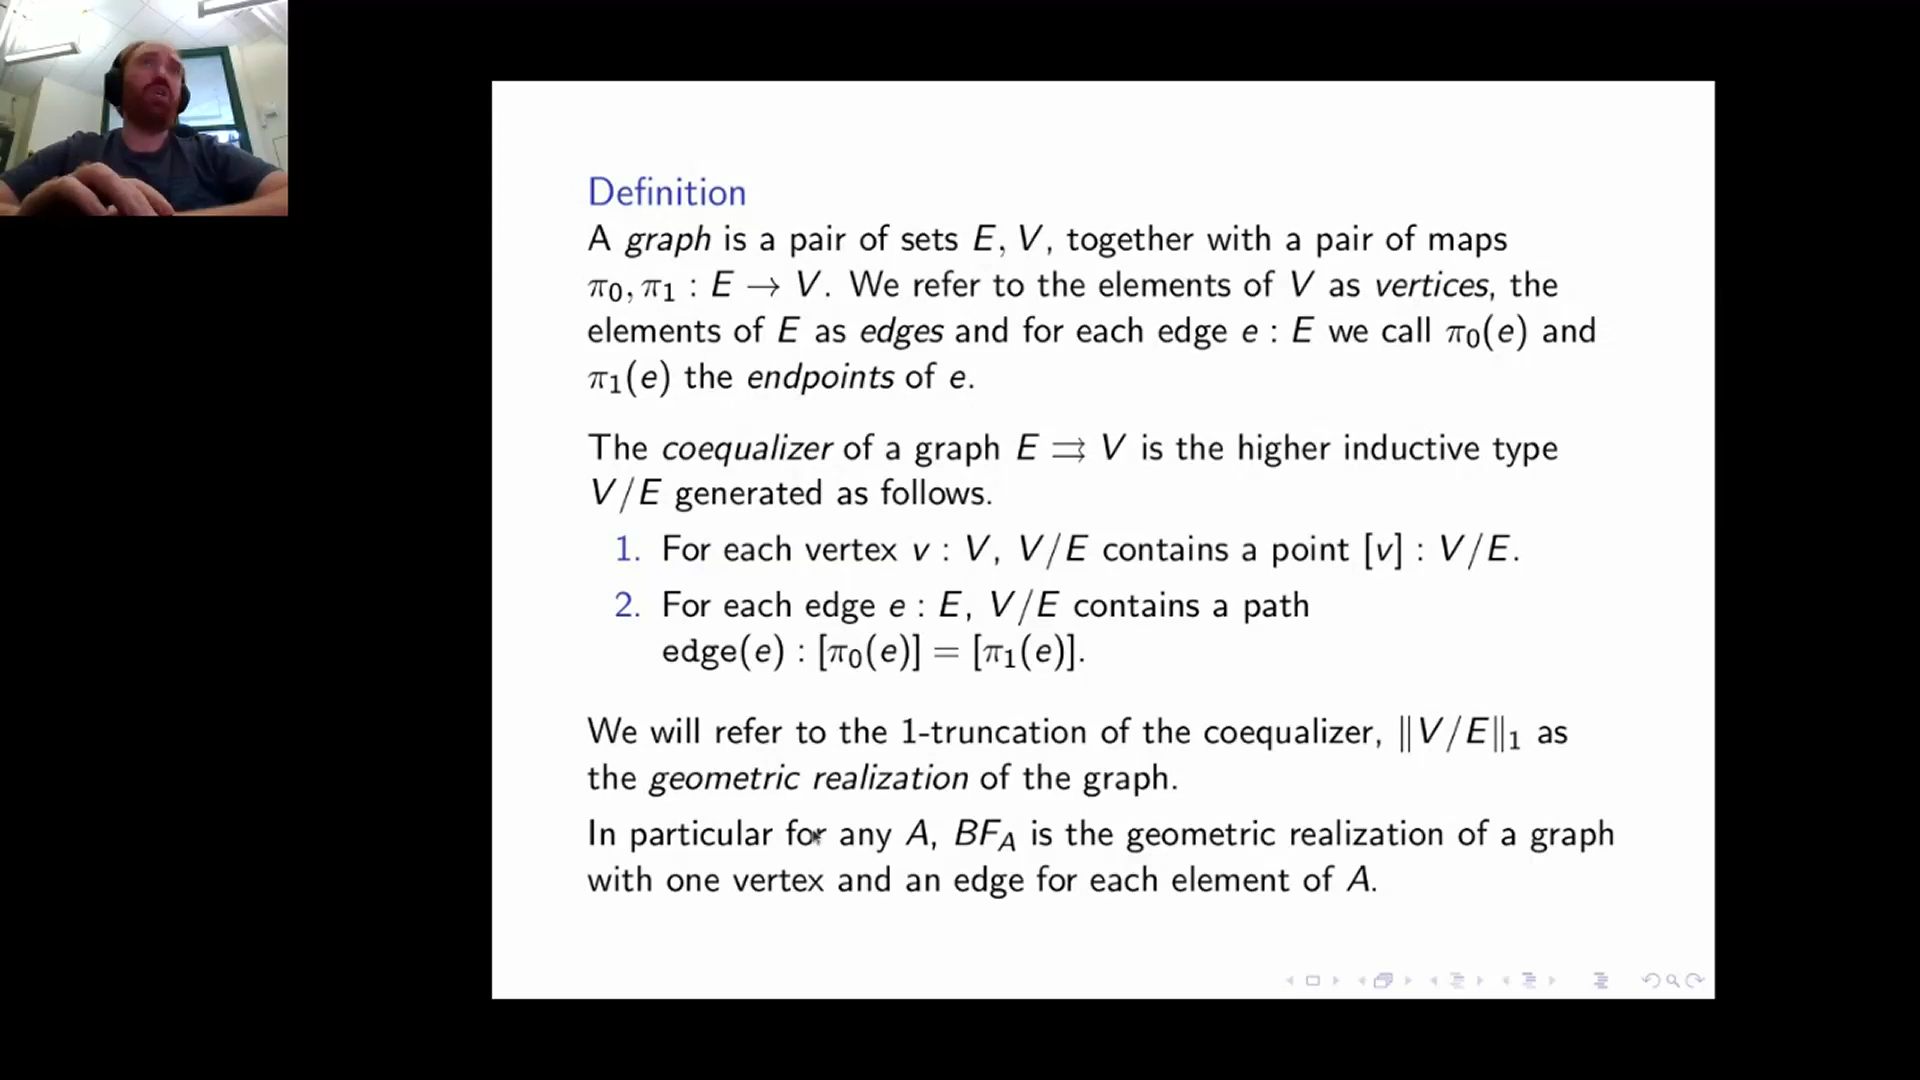 Definition
A graph is a pair of sets E, V, together with a pair of maps
π₀, π₁ : E → V. We refer to the elements of V as vertices, the
elements of E as edges and for each edge e : E we call π₀(e) and
π₁(e) the endpoints of e.
The coequalizer of a graph E ⇉ V is the higher inductive type
V/E generated as follows.
1. For each vertex v : V, V/E contains a point [v] : V/E.
2. For each edge e : E, V/E contains a path
edge(e) : [π₀(e)] = [π₁(e)].
We will refer to the 1-truncation of the coequalizer, ‖V/E‖₁ as
the geometric realization of the graph.
In particular for any A, BF_A is the geometric realization of a graph
with one vertex and an edge for each element of A.